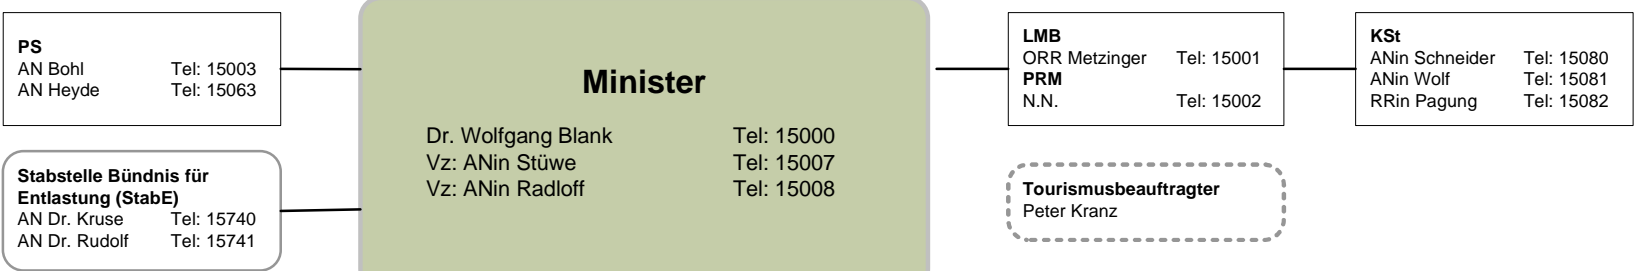 PS
AN Bohl Tel: 15003
AN Heyde Tel: 15063
Stabstelle Bündnis für
Entlastung (StabE)
AN Dr. Kruse Tel: 15740
AN Dr. Rudolf Tel: 15741
Minister
Dr. Wolfgang Blank Tel: 15000
Vz: ANin Stüwe Tel: 15007
Vz: ANin Radloff Tel: 15008
LMB
ORR Metzinger Tel: 15001
PRM
N.N. Tel: 15002
Tourismusbeauftragter
Peter Kranz
KSt
ANin Schneider Tel: 15080
ANin Wolf Tel: 15081
RRin Pagung Tel: 15082